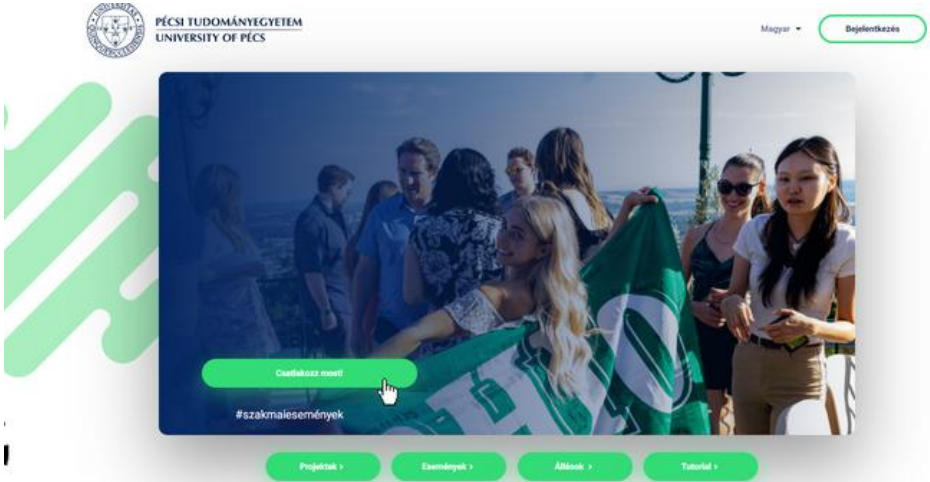 PÉCSI TUDOMÁNYEGYETEM
UNIVERSITY OF PÉCS
Magyar
Bejelentkezés
Csatlakozz most!
#szakmaiesemények
Projektek >
Események >
Állások >
Tutorial >